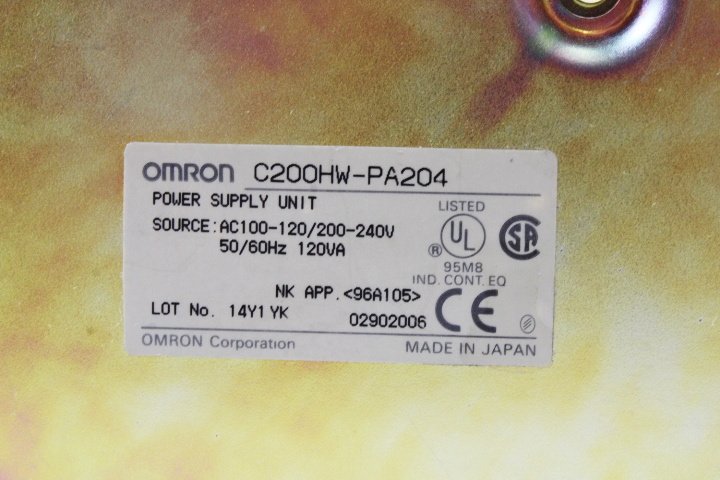 OMRON C200HW-PA204
POWER SUPPLY UNIT
SOURCE:AC100-120/200-240V
50/60Hz 120VA
LISTED
UL
®
SA
95M8
IND. CONT. EQ
NK APP.<96A105>
LOT No. 14Y1 YK
02902006
CE
OMRON Corporation
MADE IN JAPAN